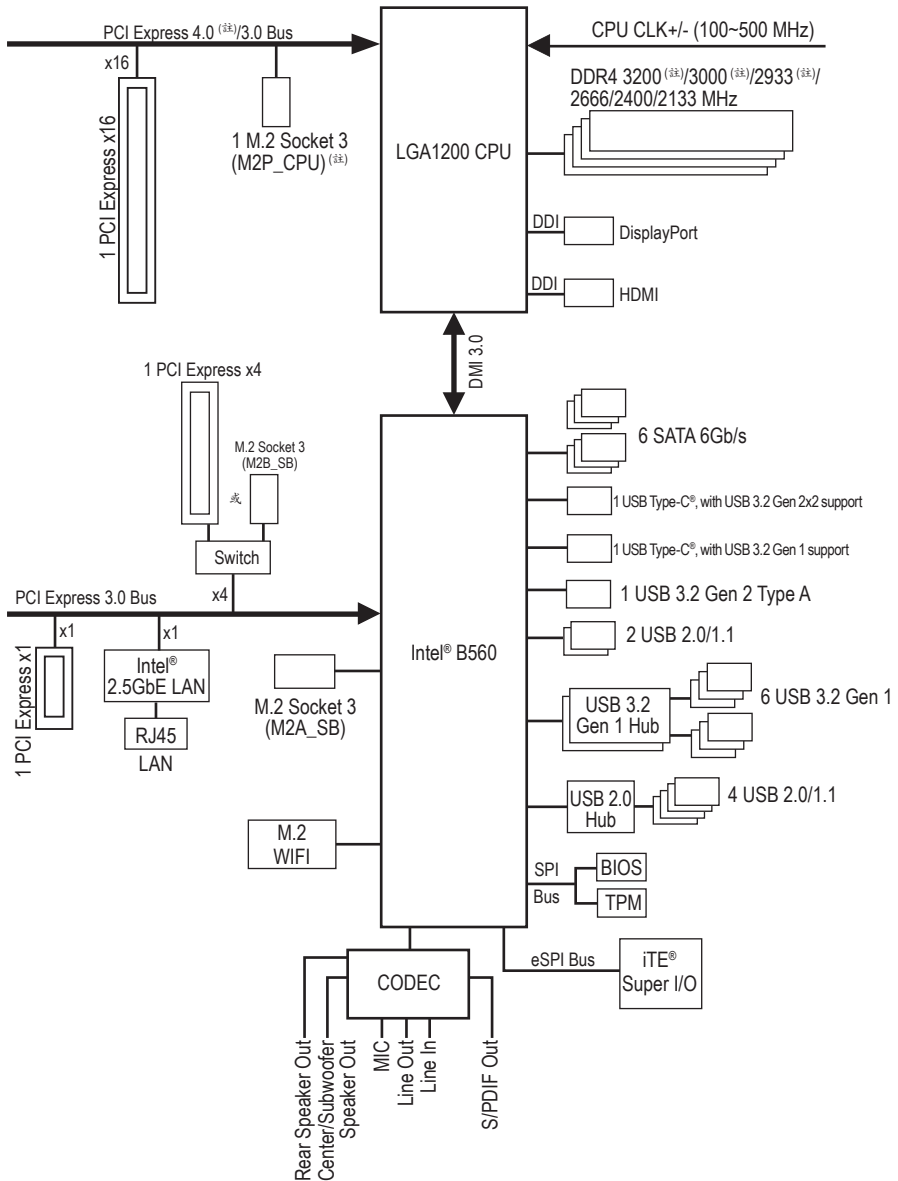 PCI Express 4.0 (註)/3.0 Bus
x16
1 PCI Express x16
1 M.2 Socket 3
(M2P_CPU) (註)
LGA1200 CPU
CPU CLK+/- (100~500 MHz)
DDR4 3200 (註)/3000 (註)/2933 (註)/
2666/2400/2133 MHz
DDI
DisplayPort
DDI
HDMI
DMI 3.0
1 PCI Express x4
M.2 Socket 3
(M2B_SB)
或
Switch
x4
PCI Express 3.0 Bus
x1
1 PCI Express x1
x1
Intel®
2.5GbE LAN
RJ45
LAN
M.2 Socket 3
(M2A_SB)
M.2
WIFI
Intel® B560
6 SATA 6Gb/s
1 USB Type-C®, with USB 3.2 Gen 2x2 support
1 USB Type-C®, with USB 3.2 Gen 1 support
1 USB 3.2 Gen 2 Type A
2 USB 2.0/1.1
USB 3.2
Gen 1 Hub
6 USB 3.2 Gen 1
USB 2.0
Hub
4 USB 2.0/1.1
SPI
Bus
BIOS
TPM
eSPI Bus
iTE®
Super I/O
CODEC
Rear Speaker Out
Center/Subwoofer
Speaker Out
MIC
Line Out
Line In
S/PDIF Out